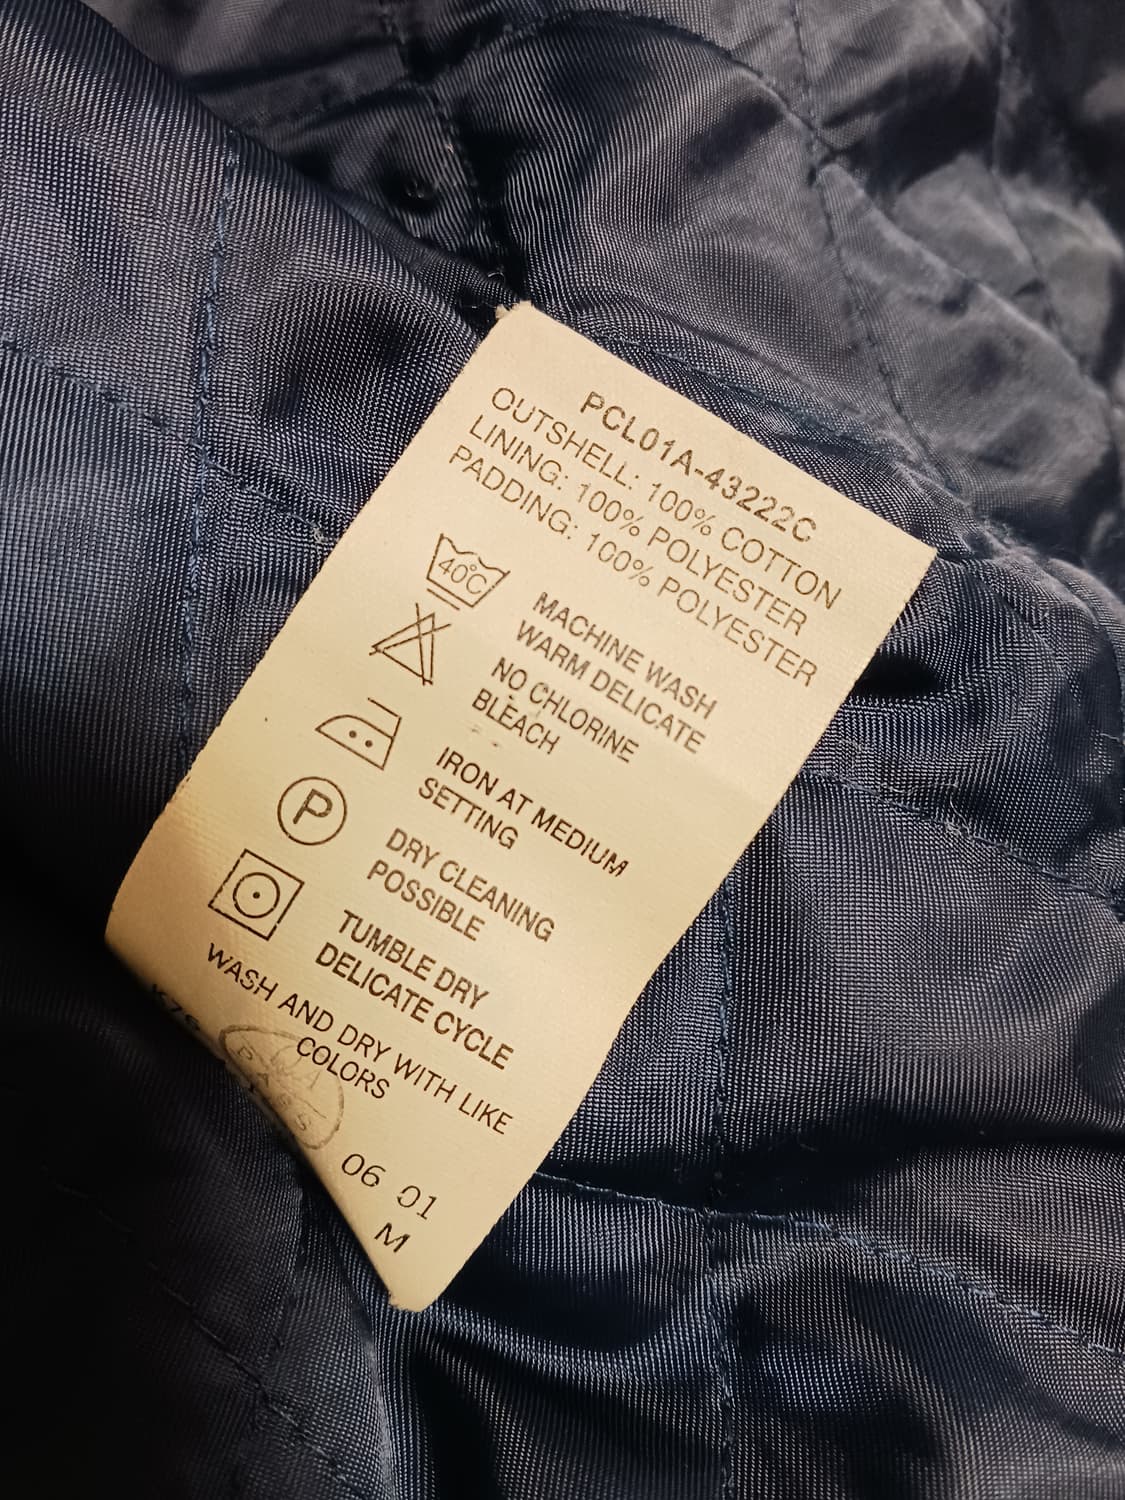 PCL01A-43222C
OUTSHELL: 100% COTTON
LINING: 100% POLYESTER
PADDING: 100% POLYESTER
40°C
MACHINE WASH
WARM DELICATE
NO CHLORINE
BLEACH
IRON AT MEDIUM
SETTING
P
DRY CLEANING
POSSIBLE
TUMBLE DRY
DELICATE CYCLE
WASH AND DRY WITH LIKE
COLORS
06 01
M